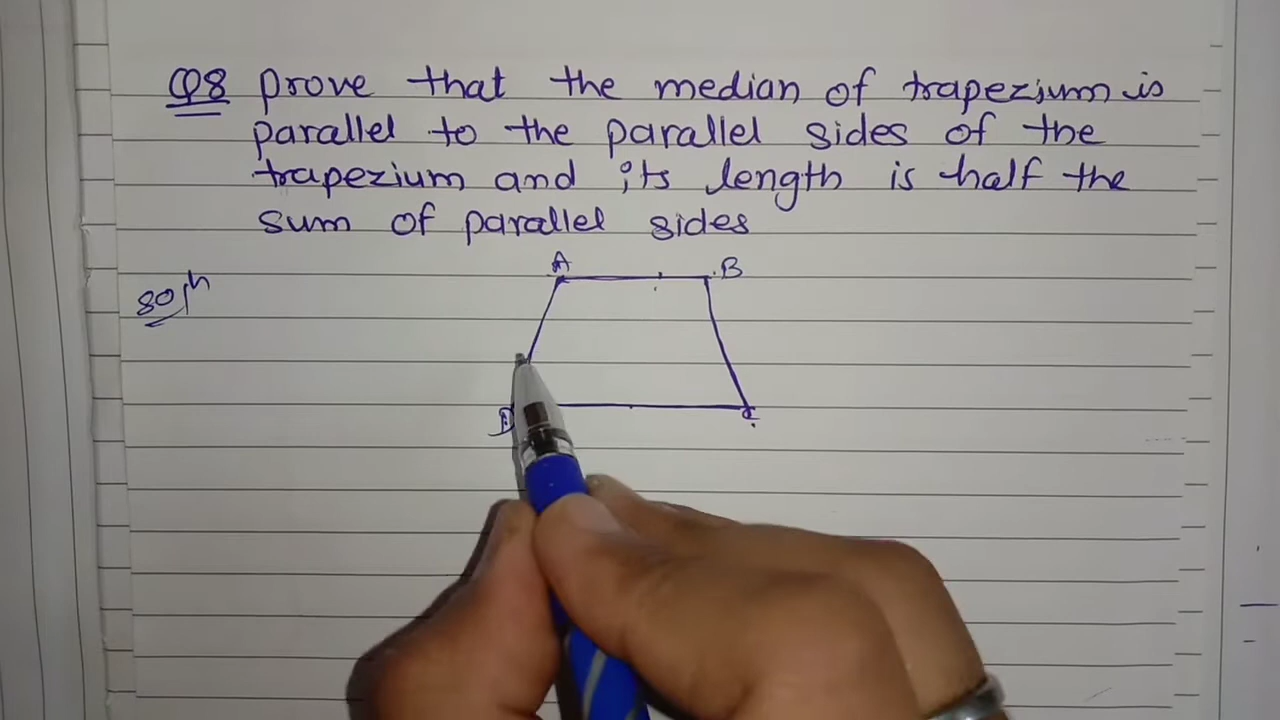 Q8 prove that the median of trapezium is
parallel to the parallel sides of the
trapezium and its length is half the
sum of parallel sides
A B
Soln
D C